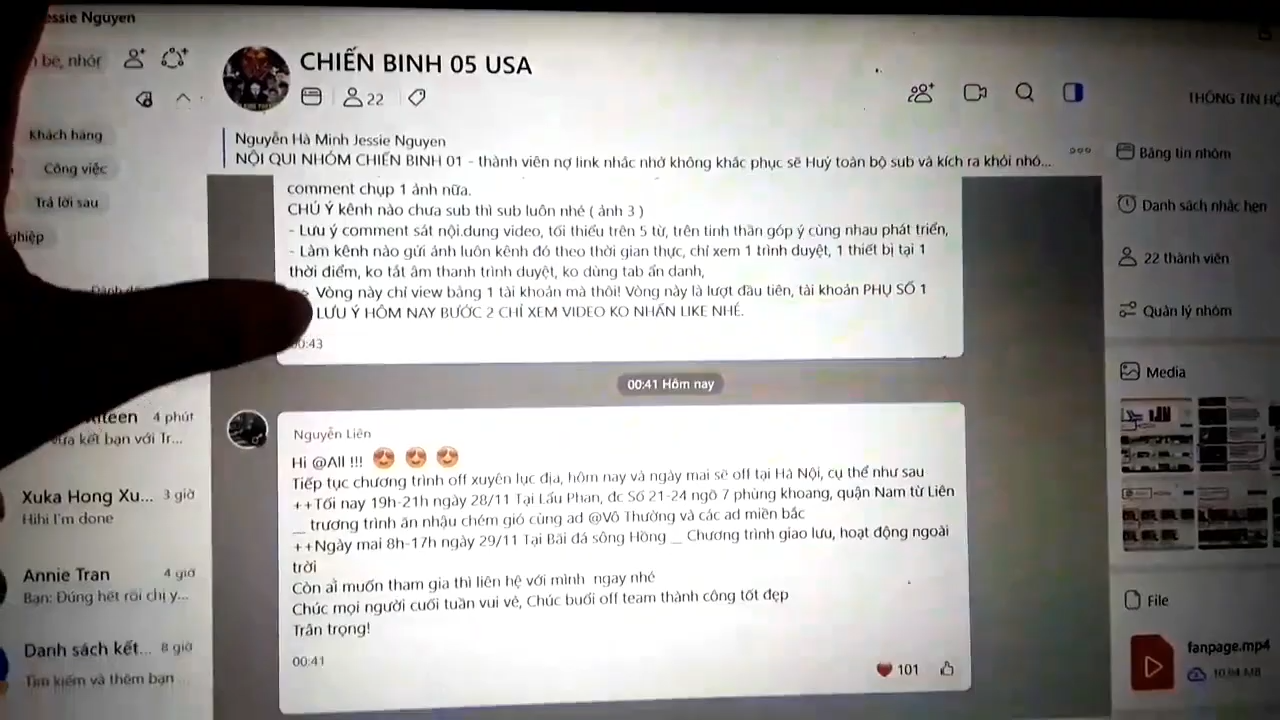 essie Nguyen
n bè, nhór
CHIẾN BINH 05 USA
22
THÔNG TIN HỘ
Khách hàng
Công việc
Trả lời sau
ghiệp
Nguyễn Hà Minh Jessie Nguyen
NỘI QUI NHÓM CHIẾN BINH 01 - thành viên nợ link nhắc nhở không khắc phục sẽ Huỷ toàn bộ sub và kích ra khỏi nhó...
comment chụp 1 ảnh nữa.
CHÚ Ý kênh nào chưa sub thì sub luôn nhé ( ảnh 3 )
- Lưu ý comment sát nội.dung video, tối thiểu trên 5 từ, trên tinh thần góp ý cùng nhau phát triển,
- Làm kênh nào gửi ảnh luôn kênh đó theo thời gian thực, chỉ xem 1 trình duyệt, 1 thiết bị tại 1
thời điểm, ko tắt âm thanh trình duyệt, ko dùng tab ẩn danh,
Vòng này chỉ view bằng 1 tài khoản mà thôi! Vòng này là lượt đầu tiên, tài khoản PHỤ SỐ 1
LƯU Ý HÔM NAY BƯỚC 2 CHỈ XEM VIDEO KO NHẤN LIKE NHÉ.
00:43
00:41 Hôm nay
Nguyễn Liên
Hi @All !!!
Tiếp tục chương trình off xuyên lục địa, hôm nay và ngày mai sẽ off tại Hà Nội, cụ thể như sau
++Tối nay 19h-21h ngày 28/11 Tại Lẩu Phan, đc Số 21-24 ngõ 7 phùng khoang, quận Nam từ Liên
__ trương trình ăn nhậu chém gió cùng ad @Võ Thường và các ad miền bắc
++Ngày mai 8h-17h ngày 29/11 Tại Bãi đá sông Hồng __ Chương trình giao lưu, hoạt động ngoài
trời
Còn ai muốn tham gia thì liên hệ với mình ngay nhé
Chúc mọi người cuối tuần vui vẻ, Chúc buổi off team thành công tốt đẹp
Trân trọng!
00:41
101
4 phút
ưa kết bạn với Tr...
Xuka Hong Xu... 3 giờ
Hihi I'm done
Annie Tran 4 giờ
Bạn: Đúng hết rồi chị y...
Danh sách kết... 8 giờ
Tìm kiếm và thêm bạn
Bảng tin nhóm
Danh sách nhắc hẹn
22 thành viên
Quản lý nhóm
Media
File
fanpage.mp4
10.94 MB